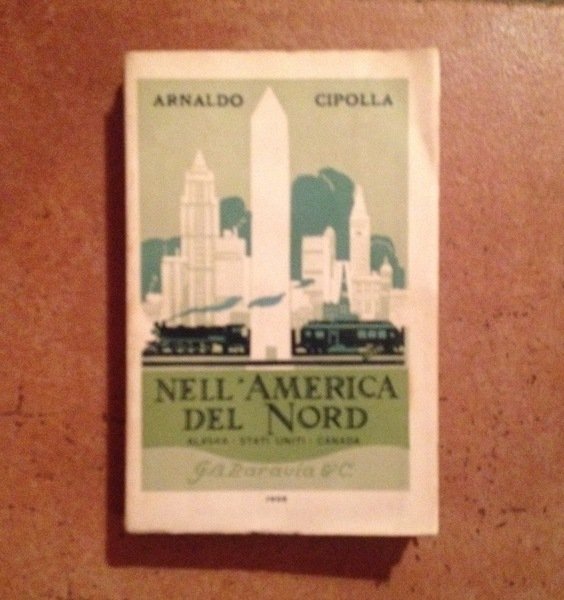 ARNALDO CIPOLLA
NELL'AMERICA
DEL NORD
ALASKA - STATI UNITI - CANADA
G.B. Paravia & C.